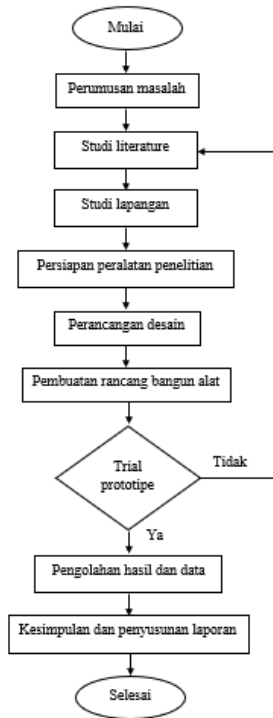 Mulai
Perumusan masalah
Studi literature
Studi lapangan
Persiapan peralatan penelitian
Perancangan desain
Pembuatan rancang bangun alat
Trial
prototipe
Tidak
Ya
Pengolahan hasil dan data
Kesimpulan dan penyusunan laporan
Selesai